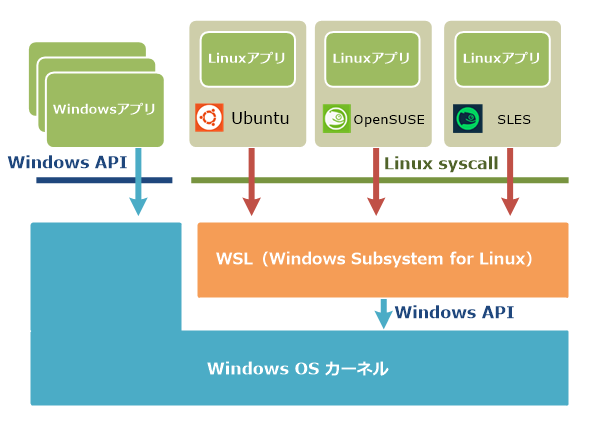 Linuxアプリ
Linuxアプリ
Linuxアプリ
Windowsアプリ
Ubuntu
OpenSUSE
SLES
Windows API
Linux syscall
WSL（Windows Subsystem for Linux）
Windows API
Windows OS カーネル